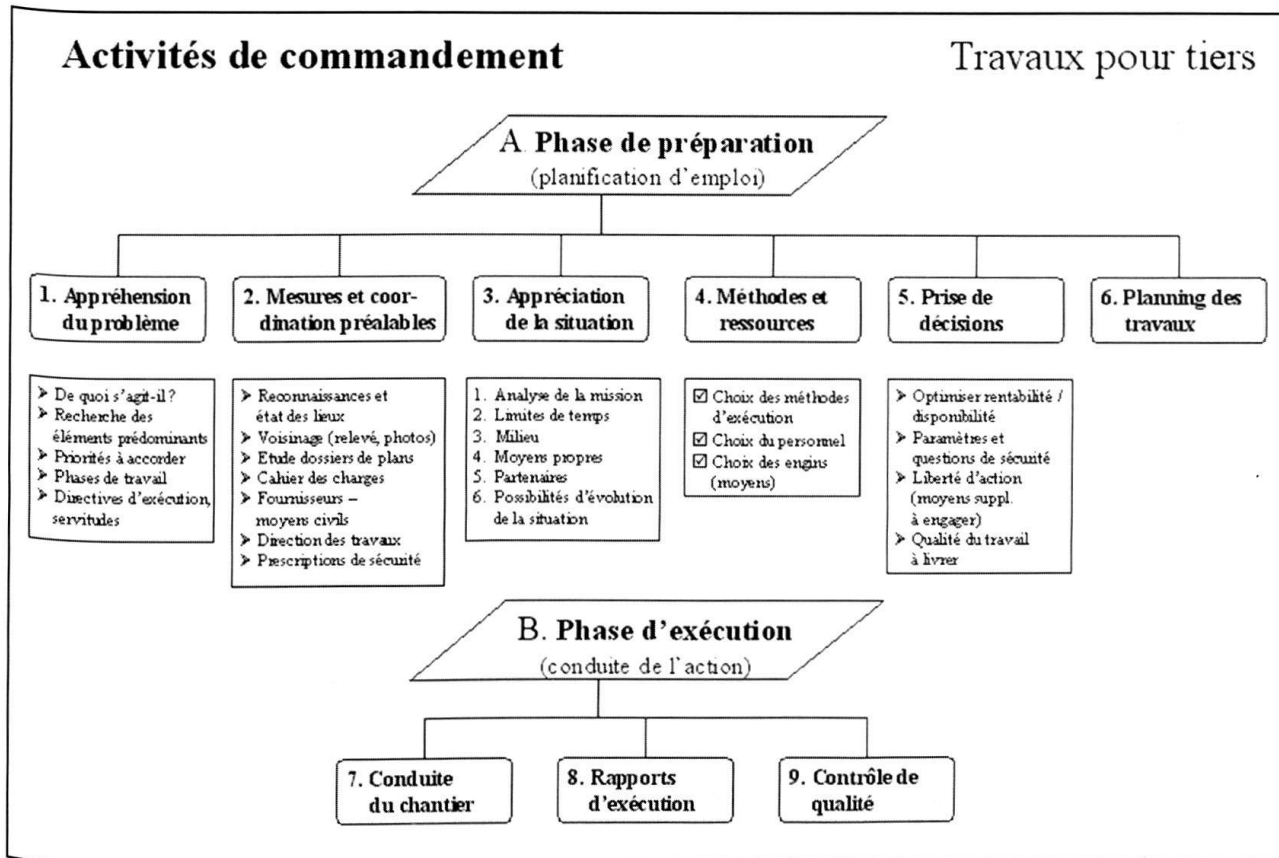 Activités de commandement
Travaux pour tiers
A. Phase de préparation
(planification d'emploi)
1. Appréhension
du problème
2. Mesures et coor-
dination préalables
3. Appréciation
de la situation
4. Méthodes et
ressources
5. Prise de
décisions
6. Planning des
travaux
➢ De quoi s'agit-il?
➢ Recherche des
éléments prédominants
➢ Priorités à accorder
➢ Phases de travail
➢ Directives d'exécution,
servitudes
➢ Reconnaissances et
état des lieux
➢ Voisinage (relevé, photos)
➢ Etude dossiers de plans
➢ Cahier des charges
➢ Fournisseurs –
moyens civils
➢ Direction des travaux
➢ Prescriptions de sécurité
1. Analyse de la mission
2. Limites de temps
3. Milieu
4. Moyens propres
5. Partenaires
6. Possibilités d'évolution
de la situation
☑ Choix des méthodes
d'exécution
☑ Choix du personnel
☑ Choix des engins
(moyens)
➢ Optimiser rentabilité /
disponibilité
➢ Paramètres et
questions de sécurité
➢ Liberté d'action
(moyens suppl.
à engager)
➢ Qualité du travail
à livrer
B. Phase d'exécution
(conduite de l'action)
7. Conduite
du chantier
8. Rapports
d'exécution
9. Contrôle de
qualité